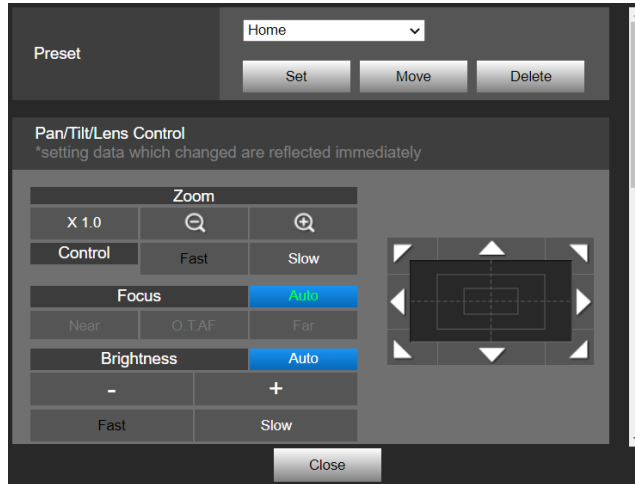 Home
Preset
Set Move Delete
Pan/Tilt/Lens Control
*setting data which changed are reflected immediately
Zoom
X 1.0
Control Fast Slow
Focus Auto
Near O.T.AF Far
Brightness Auto
- +
Fast Slow
Close